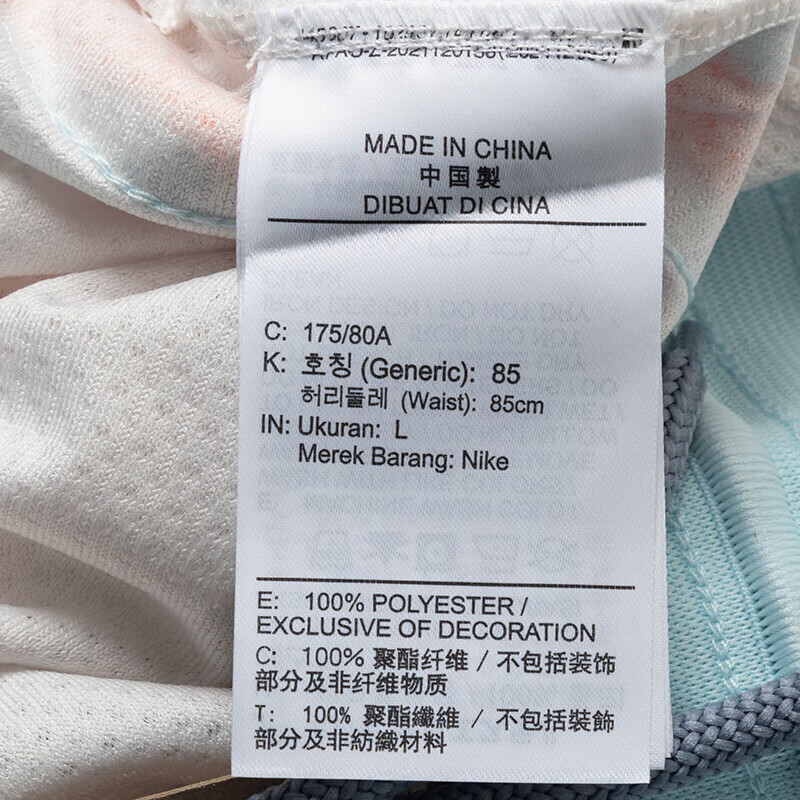 MADE IN CHINA
中国製
DIBUAT DI CINA
C: 175/80A
K: 호칭 (Generic): 85
허리둘레 (Waist): 85cm
IN: Ukuran: L
Merek Barang: Nike
E: 100% POLYESTER /
EXCLUSIVE OF DECORATION
C: 100% 聚酯纤维 / 不包括装饰
部分及非纤维物质
T: 100% 聚酯纖維 / 不包括裝飾
部分及非紡織材料